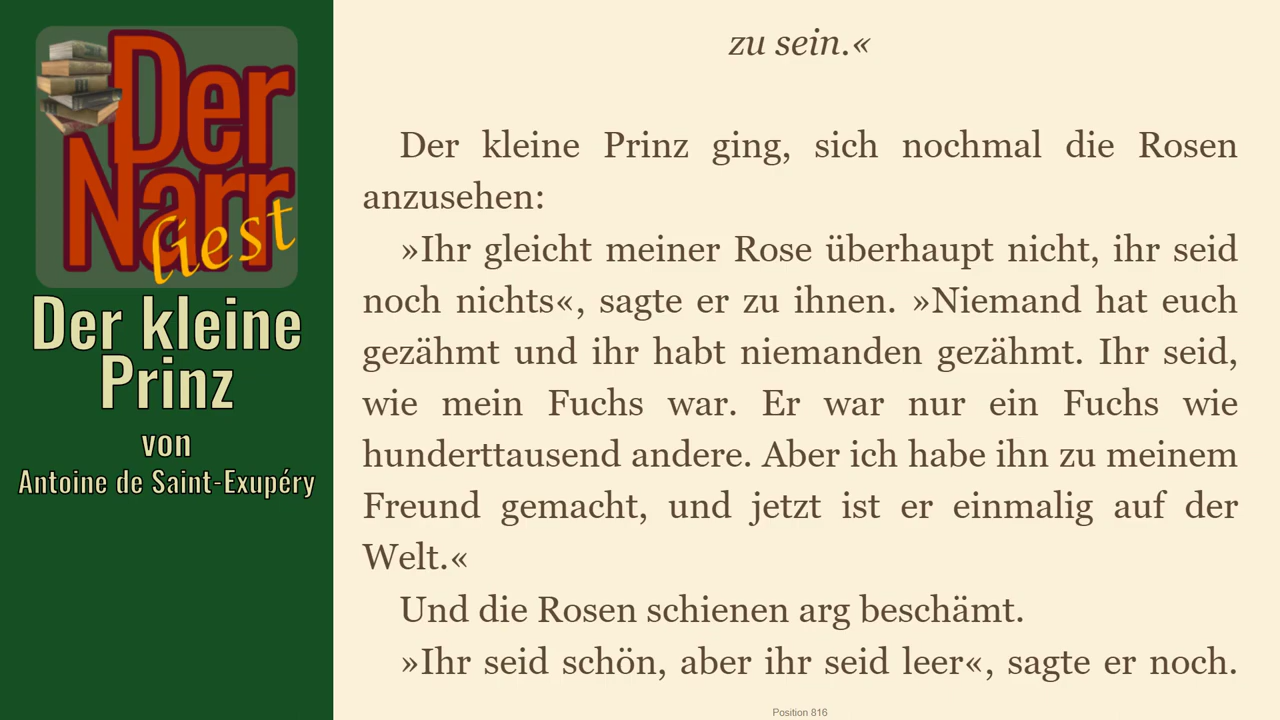 Der
Narr
liest
Der kleine
Prinz
von
Antoine de Saint-Exupéry
zu sein.«
Der kleine Prinz ging, sich nochmal die Rosen
anzusehen:
»Ihr gleicht meiner Rose überhaupt nicht, ihr seid
noch nichts«, sagte er zu ihnen. »Niemand hat euch
gezähmt und ihr habt niemanden gezähmt. Ihr seid,
wie mein Fuchs war. Er war nur ein Fuchs wie
hunderttausend andere. Aber ich habe ihn zu meinem
Freund gemacht, und jetzt ist er einmalig auf der
Welt.«
Und die Rosen schienen arg beschämt.
»Ihr seid schön, aber ihr seid leer«, sagte er noch.
Position 816